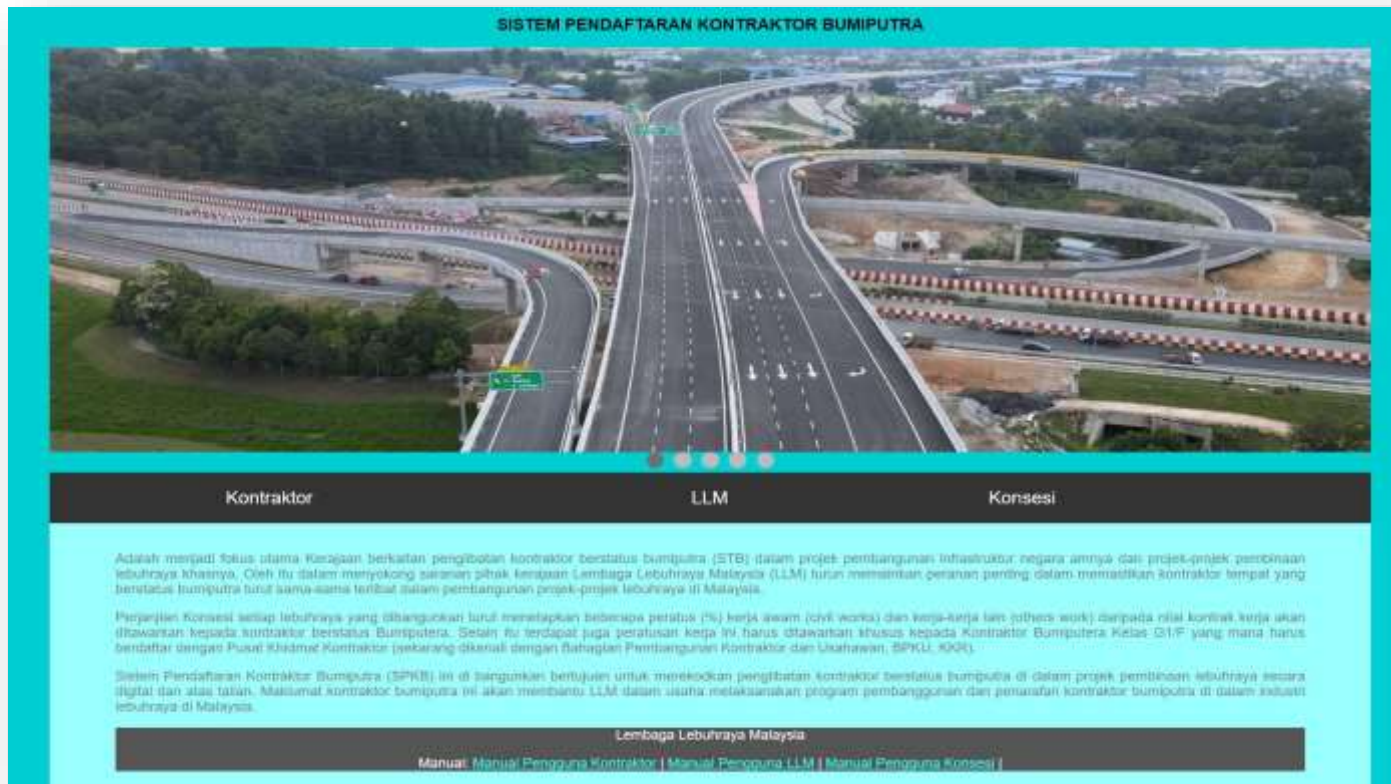 SISTEM PENDAFTARAN KONTRAKTOR BUMIPUTRA
Kontraktor
LLM
Konsesi
Adalah menjadi fokus utama Kerajaan berkaitan penglibatan kontraktor berstatus bumiputra (STB) dalam projek pembangunan infrastruktur negara amnya dan projek-projek pembinaan
lebuhraya khasnya. Oleh itu dalam menyokong saranan pihak kerajaan Lembaga Lebuhraya Malaysia (LLM) turun memainkan peranan penting dalam memastikan kontraktor tempat yang
berstatus bumiputra turut sama-sama terlibat dalam pembangunan projek-projek lebuhraya di Malaysia.
Perjanjian Konsesi setiap lebuhraya yang dibangunkan turut menetapkan beberapa peratus (%) kerja awam (civil works) dan kerja-kerja lain (others work) daripada nilai kontrak kerja akan
ditawarkan kepada kontraktor berstatus Bumiputera. Selain itu terdapat juga peratusan kerja ini harus ditawarkan khusus kepada Kontraktor Bumiputera Kelas G1/F yang mana harus
berdaftar dengan Pusat Khidmat Kontraktor (sekarang dikenali dengan Bahagian Pembangunan Kontraktor dan Usahawan, BPKU, KKR).
Sistem Pendaftaran Kontraktor Bumiputra (SPKB) ini di bangunkan bertujuan untuk merekodkan penglibatan kontraktor berstatus bumiputra di dalam projek pembinaan lebuhraya secara
digital dan atas talian. Maklumat kontraktor bumiputra ini akan membantu LLM dalam usaha melaksanakan program pembanggunan dan penarafan kontraktor bumiputra di dalam industri
lebuhraya di Malaysia.
Lembaga Lebuhraya Malaysia
Manual: Manual Pengguna Kontraktor | Manual Pengguna LLM | Manual Pengguna Konsesi |